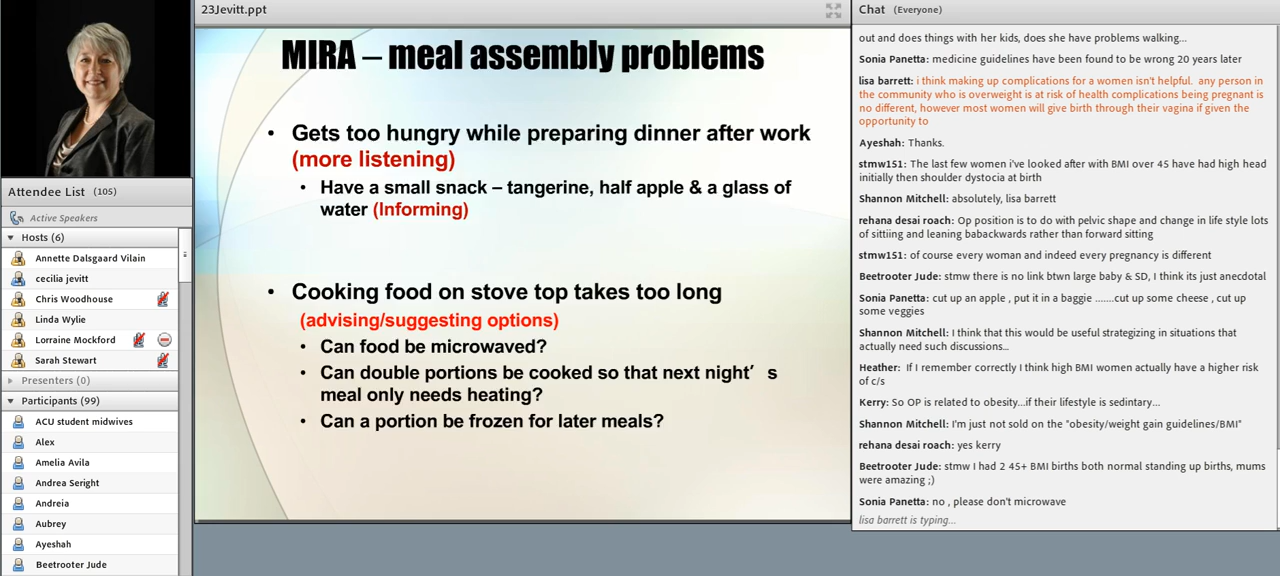 23Jevitt.ppt
MIRA – meal assembly problems
• Gets too hungry while preparing dinner after work
(more listening)
• Have a small snack – tangerine, half apple & a glass of
water (Informing)
• Cooking food on stove top takes too long
(advising/suggesting options)
• Can food be microwaved?
• Can double portions be cooked so that next night’ s
meal only needs heating?
• Can a portion be frozen for later meals?
Attendee List (105)
Active Speakers
Hosts (6)
Annette Dalsgaard Vilain
cecilia jevitt
Chris Woodhouse
Linda Wylie
Lorraine Mockford
Sarah Stewart
Presenters (0)
Participants (99)
ACU student midwives
Alex
Amelia Avila
Andrea Seright
Andreia
Aubrey
Ayeshah
Beetrooter Jude
Chat (Everyone)
out and does things with her kids, does she have problems walking...
Sonia Panetta: medicine guidelines have been found to be wrong 20 years later
lisa barrett: i think making up complications for a women isn't helpful. any person in
the community who is overweight is at risk of health complications being pregnant is
no different, however most women will give birth through their vagina if given the
opportunity to
Ayeshah: Thanks.
stmw151: The last few women i've looked after with BMI over 45 have had high head
initially then shoulder dystocia at birth
Shannon Mitchell: absolutely, lisa barrett
rehana desai roach: Op position is to do with pelvic shape and change in life style lots
of sitiing and leaning babackwards rather than forward sitting
stmw151: of course every woman and indeed every pregnancy is different
Beetrooter Jude: stmw there is no link btwn large baby & SD, I think its just anecdotal
Sonia Panetta: cut up an apple , put it in a baggie .......cut up some cheese , cut up
some veggies
Shannon Mitchell: I think that this would be useful strategizing in situations that
actually need such discussions...
Heather: If I remember correctly I think high BMI women actually have a higher risk
of c/s
Kerry: So OP is related to obesity...if their lifestyle is sedintary...
Shannon Mitchell: I'm just not sold on the "obesity/weight gain guidelines/BMI"
rehana desai roach: yes kerry
Beetrooter Jude: stmw I had 2 45+ BMI births both normal standing up births, mums
were amazing ;)
Sonia Panetta: no , please don't microwave
lisa barrett is typing...